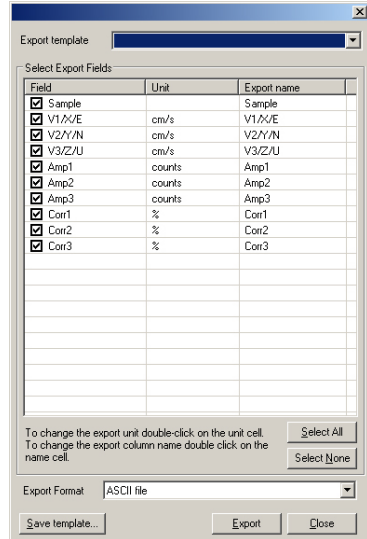 Export template
Select Export Fields
Field Unit Export name
Sample Sample
V1/X/E cm/s V1/X/E
V2/Y/N cm/s V2/Y/N
V3/Z/U cm/s V3/Z/U
Amp1 counts Amp1
Amp2 counts Amp2
Amp3 counts Amp3
Corr1 % Corr1
Corr2 % Corr2
Corr3 % Corr3
To change the export unit double-click on the unit cell.
To change the export column name double click on the
name cell.
Select All
Select None
Export Format ASCII file
Save template... Export Close